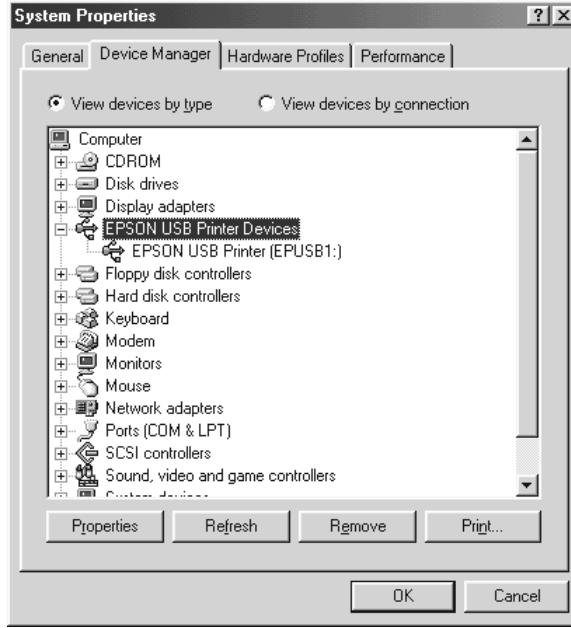 System Properties
General Device Manager Hardware Profiles Performance
View devices by type View devices by connection
Computer
CDROM
Disk drives
Display adapters
EPSON USB Printer Devices
EPSON USB Printer (EPUSB1:)
Floppy disk controllers
Hard disk controllers
Keyboard
Modem
Monitors
Mouse
Network adapters
Ports (COM & LPT)
SCSI controllers
Sound, video and game controllers
System devices
Properties Refresh Remove Print...
OK Cancel